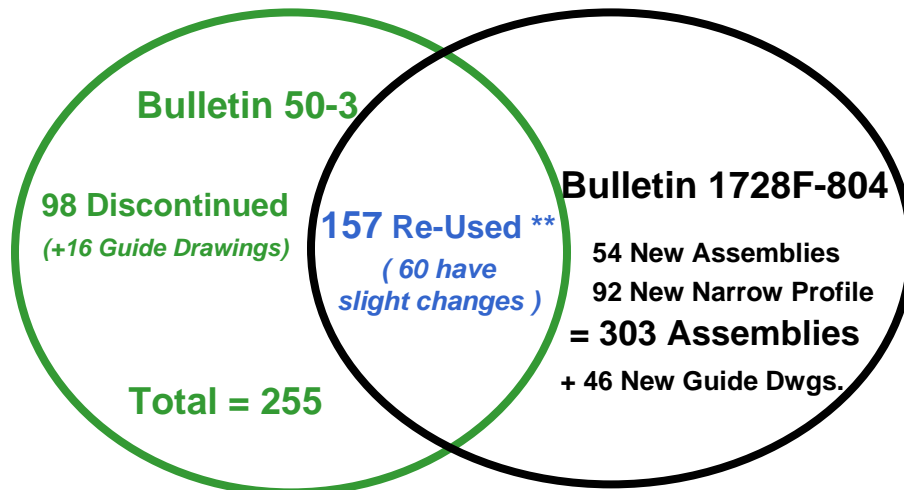 Bulletin 50-3
98 Discontinued
(+16 Guide Drawings)
Total = 255
157 Re-Used **
( 60 have
slight changes )
Bulletin 1728F-804
54 New Assemblies
92 New Narrow Profile
= 303 Assemblies
+ 46 New Guide Dwgs.